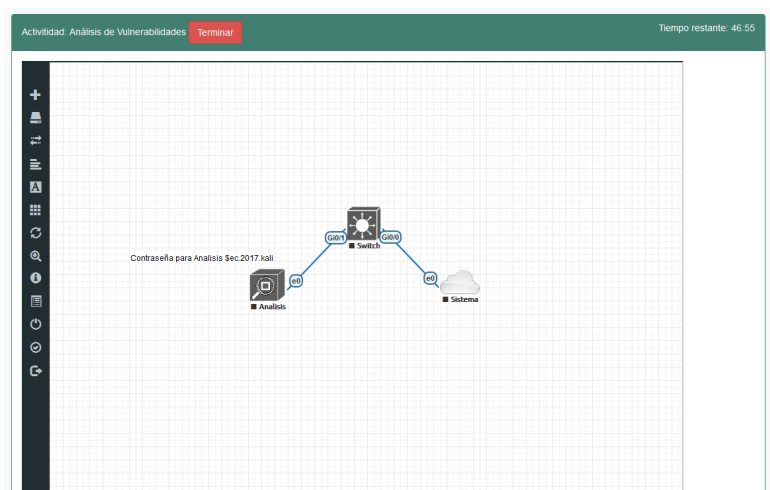 Activitidad: Análisis de Vulnerabilidades Terminar
Tiempo restante: 46:55
A
Gi0/1
Gi0/0
Switch
Contraseña para Analisis $ec.2017.kali
e0
e0
Analisis
Sistema